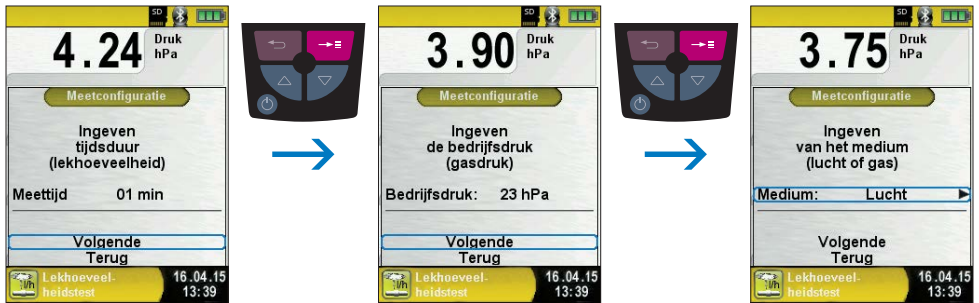 SD
4.24 Druk
hPa
Meetconfiguratie
Ingeven
tijdsduur
(lekhoeveelheid)
Meettijd 01 min
Volgende
Terug
l/h Lekhoeveel-
heidstest
16.04.15
13:39
SD
3.90 Druk
hPa
Meetconfiguratie
Ingeven
de bedrijfsdruk
(gasdruk)
Bedrijfsdruk: 23 hPa
Volgende
Terug
l/h Lekhoeveel-
heidstest
16.04.15
13:39
SD
3.75 Druk
hPa
Meetconfiguratie
Ingeven
van het medium
(lucht of gas)
Medium: Lucht
Volgende
Terug
l/h Lekhoeveel-
heidstest
16.04.15
13:39